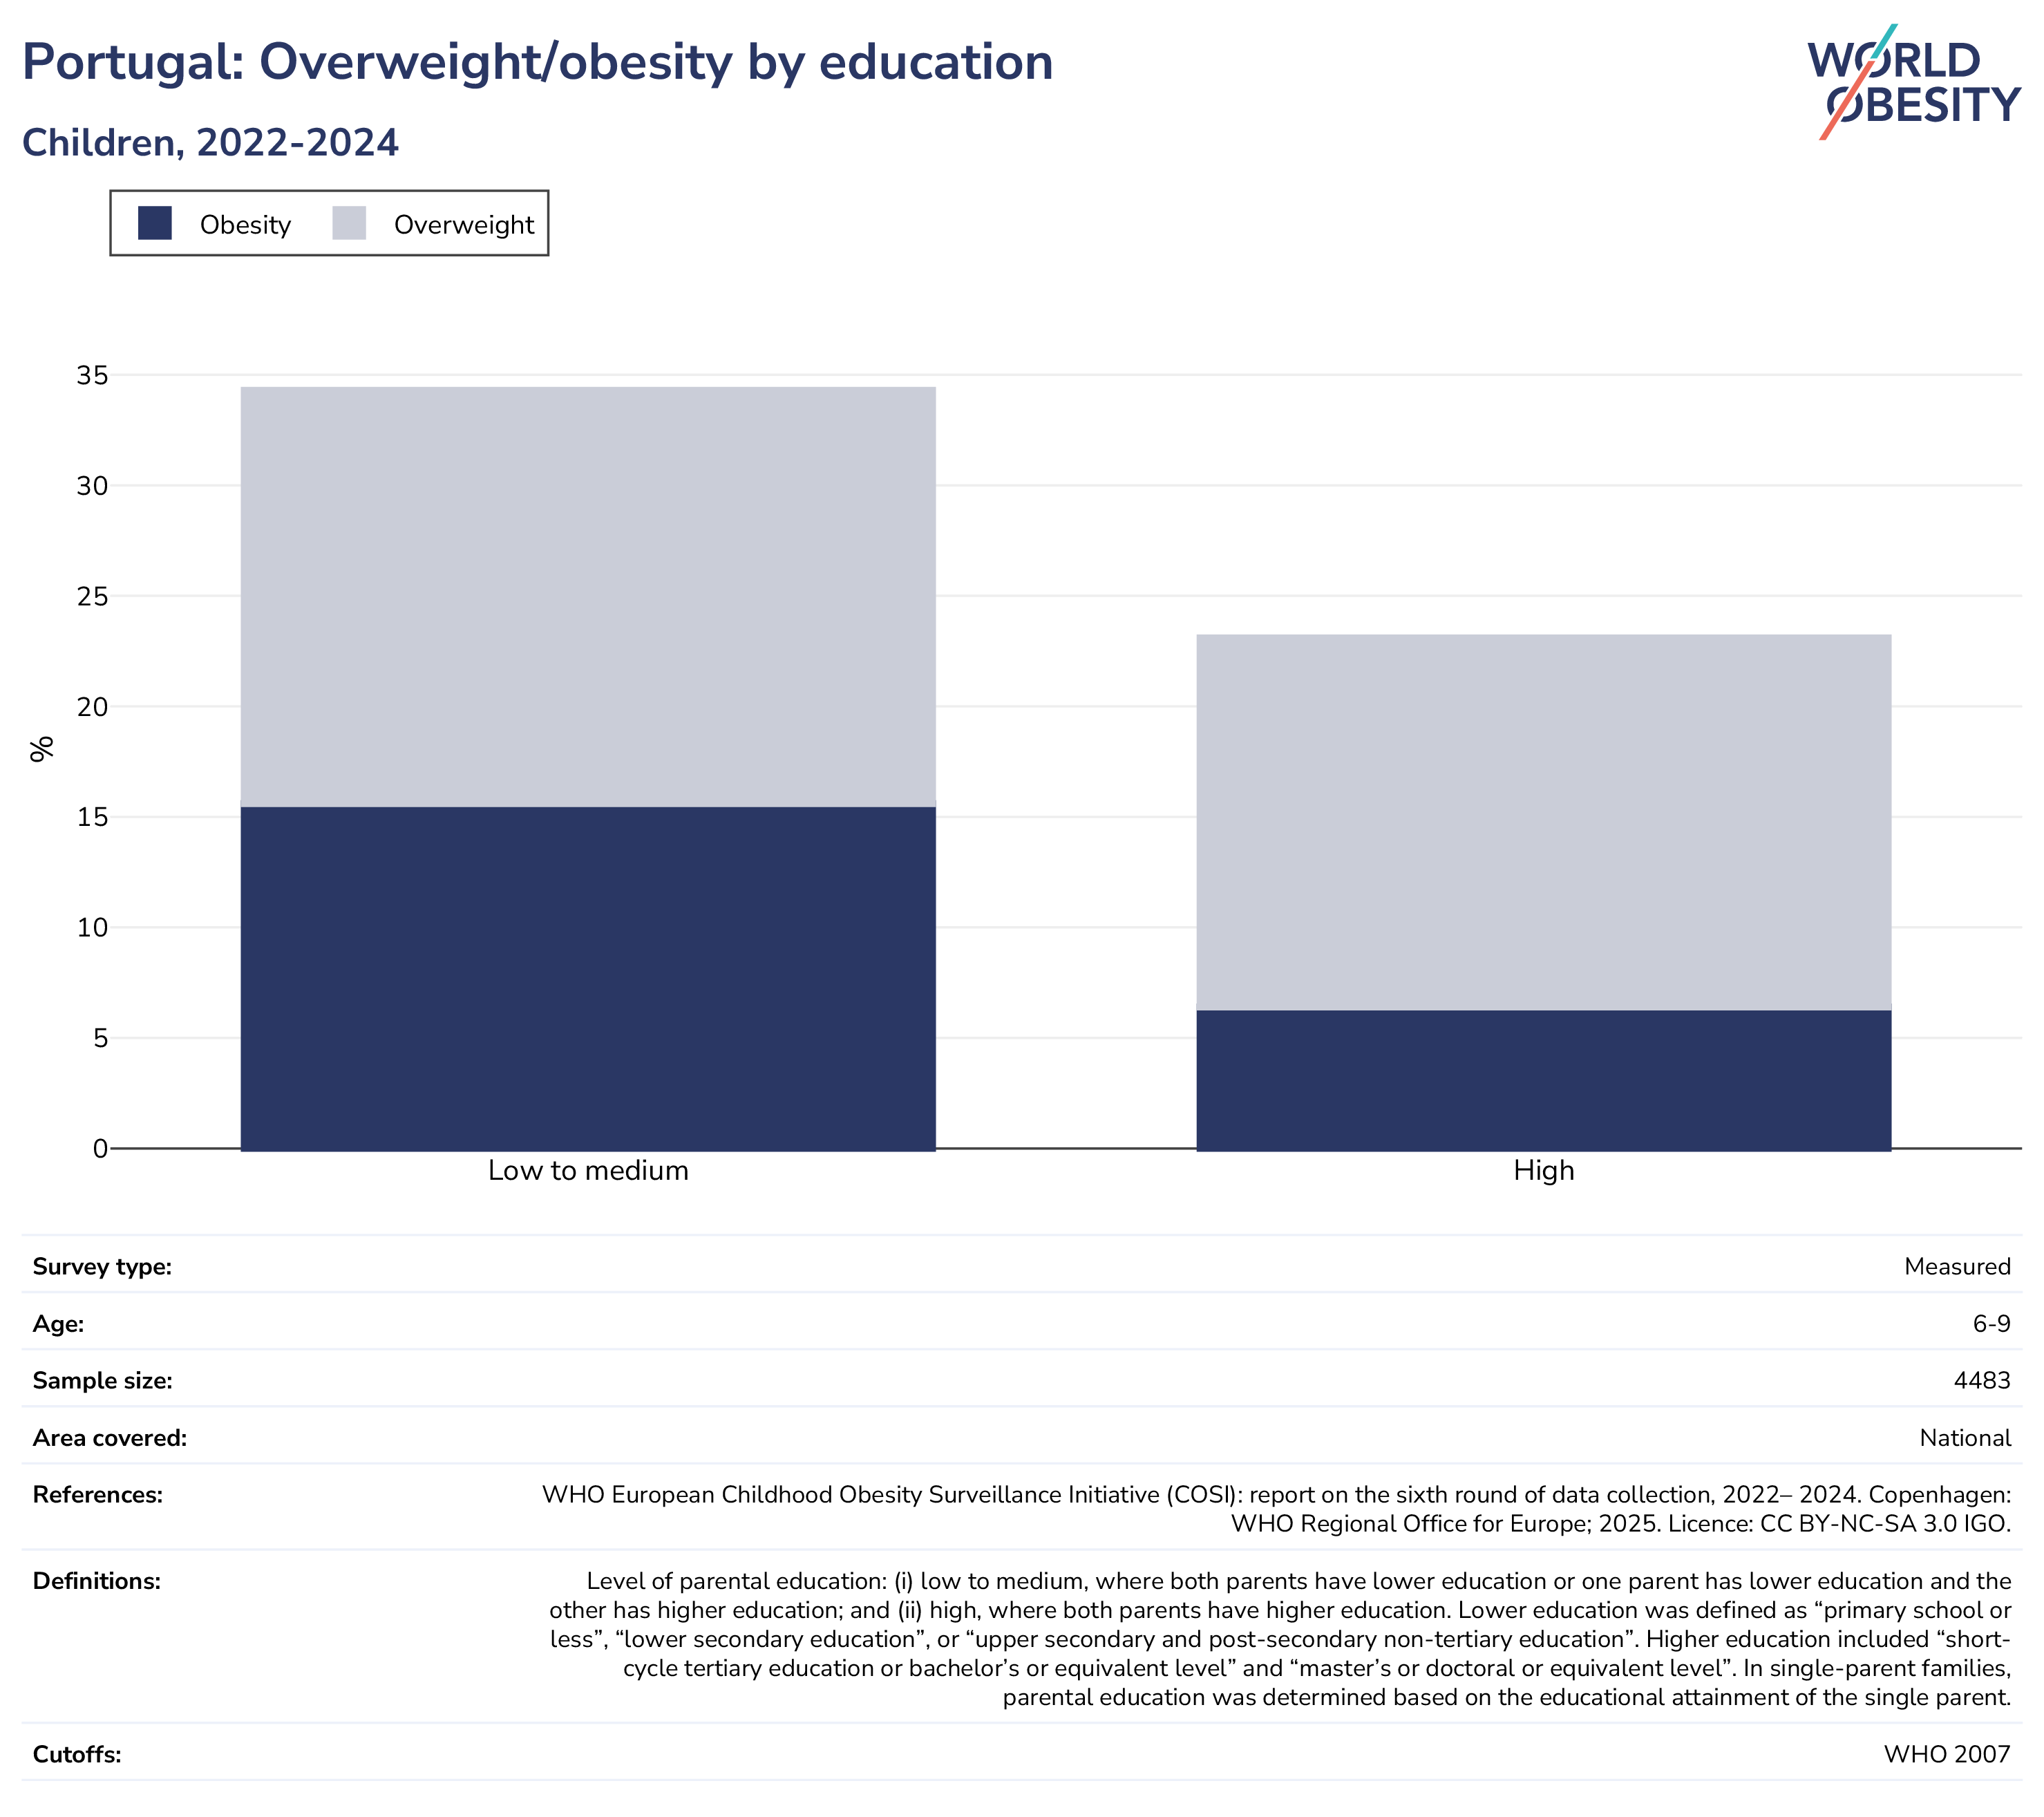 Portugal: Overweight/obesity by education
WORLD
OBESITY
Children, 2022-2024
Obesity
Overweight
35
30
25
20
15
10
5
0
%
Low to medium
High
Survey type:
Measured
Age:
6-9
Sample size:
4483
Area covered:
National
References:
WHO European Childhood Obesity Surveillance Initiative (COSI): report on the sixth round of data collection, 2022– 2024. Copenhagen:
WHO Regional Office for Europe; 2025. Licence: CC BY-NC-SA 3.0 IGO.
Definitions:
Level of parental education: (i) low to medium, where both parents have lower education or one parent has lower education and the
other has higher education; and (ii) high, where both parents have higher education. Lower education was defined as “primary school or
less”, “lower secondary education”, or “upper secondary and post-secondary non-tertiary education”. Higher education included “short-
cycle tertiary education or bachelor’s or equivalent level” and “master’s or doctoral or equivalent level”. In single-parent families,
parental education was determined based on the educational attainment of the single parent.
Cutoffs:
WHO 2007